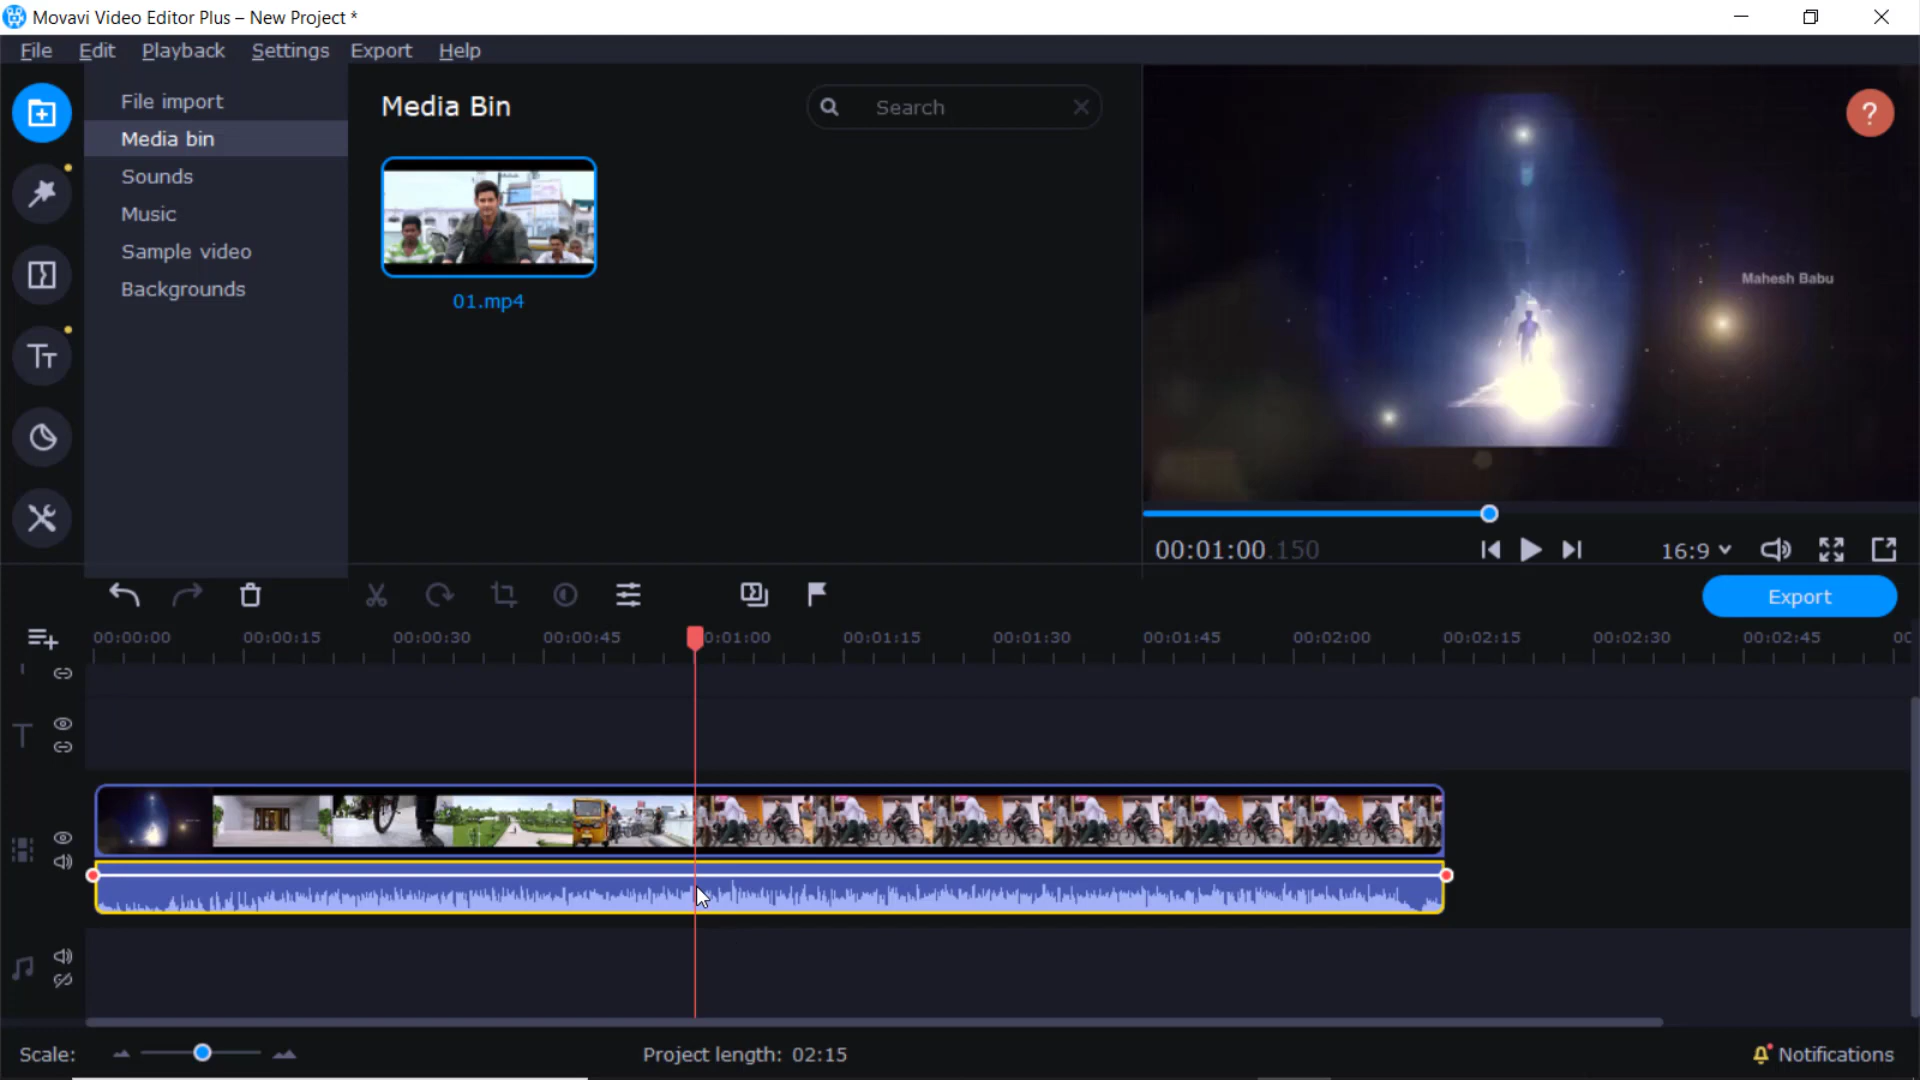 Movavi Video Editor Plus – New Project *
File Edit Playback Settings Export Help
File import
Media bin
Sounds
Music
Sample video
Backgrounds
Media Bin
Search
01.mp4
Mahesh Babu
?
00:01:00.150
16:9
Export
00:00:00 00:00:15 00:00:30 00:00:45 0:01:00 00:01:15 00:01:30 00:01:45 00:02:00 00:02:15 00:02:30 00:02:45 00
Scale:
Project length: 02:15
Notifications